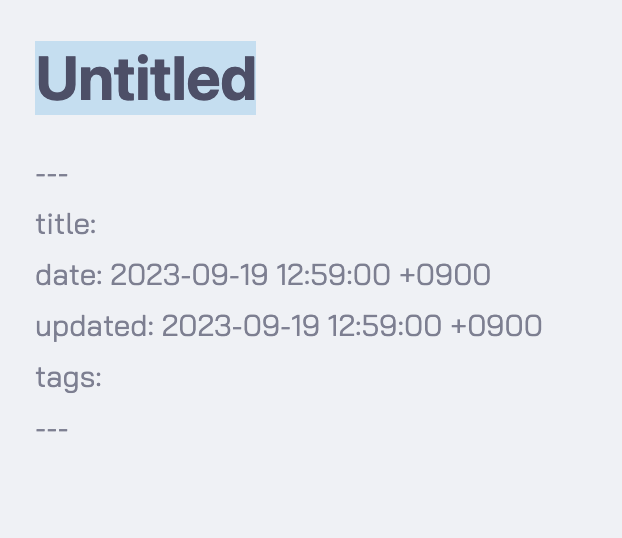 Untitled
---
title:
date: 2023-09-19 12:59:00 +0900
updated: 2023-09-19 12:59:00 +0900
tags:
---